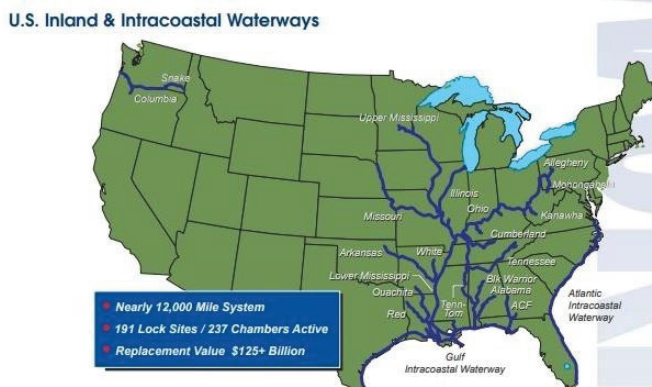 U.S. Inland & Intracoastal Waterways
Snake
Columbia
Upper Mississippi
Allegheny
Monongahela
Illinois
Ohio
Missouri
Kanawha
Cumberland
Arkansas
White
Tennessee
Lower Mississippi
Blk Warrior
Alabama
Ouachita
Tenn-
Tom
ACF
Red
Atlantic
Intracoastal
Waterway
Gulf
Intracoastal Waterway
Nearly 12,000 Mile System
191 Lock Sites / 237 Chambers Active
Replacement Value $125+ Billion